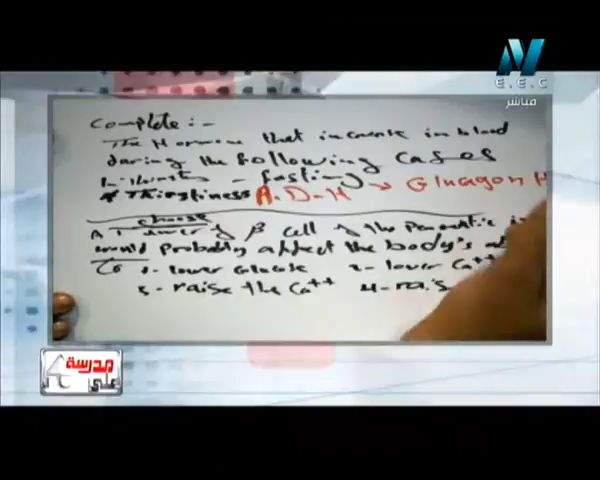 E.E.C
مباشر
Complete :-
The Hormone that increase in blood
during the following cases
- fasting
Thirstiness A.D.H → Glucagon H
choose
A β cell of the
would probably affect the body's
To 1- lower Glucose 2- lower Ca++
3- raise the Ca++ 4- rais
مدرسة
على